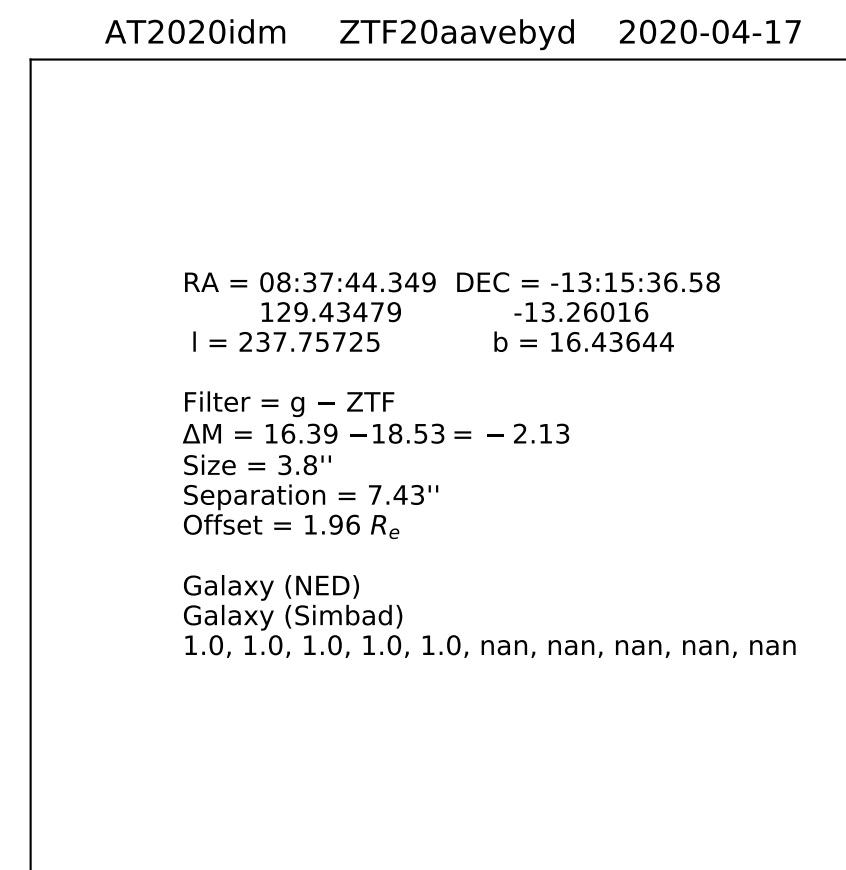 AT2020idm ZTF20aavebyd 2020-04-17
RA = 08:37:44.349 DEC = -13:15:36.58
129.43479 -13.26016
l = 237.75725 b = 16.43644
Filter = g − ZTF
ΔM = 16.39 −18.53 = − 2.13
Size = 3.8''
Separation = 7.43''
Offset = 1.96 Re
Galaxy (NED)
Galaxy (Simbad)
1.0, 1.0, 1.0, 1.0, 1.0, nan, nan, nan, nan, nan